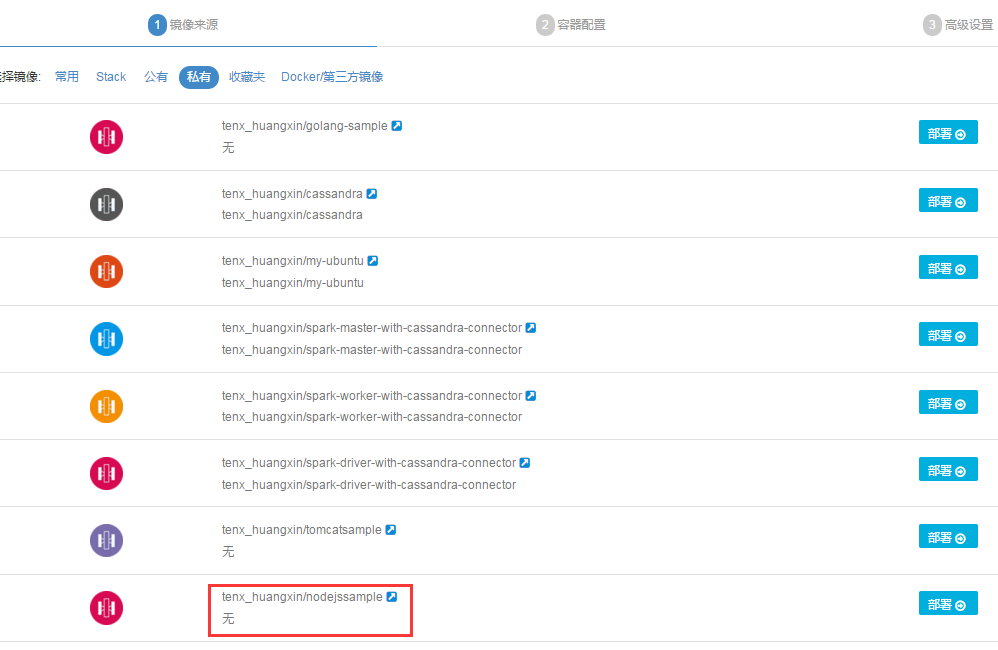 1 镜像来源 2 容器配置 3 高级设置
择镜像: 常用 Stack 公有 私有 收藏夹 Docker/第三方镜像
tenx_huangxin/golang-sample 部署
无
tenx_huangxin/cassandra 部署
tenx_huangxin/cassandra
tenx_huangxin/my-ubuntu 部署
tenx_huangxin/my-ubuntu
tenx_huangxin/spark-master-with-cassandra-connector 部署
tenx_huangxin/spark-master-with-cassandra-connector
tenx_huangxin/spark-worker-with-cassandra-connector 部署
tenx_huangxin/spark-worker-with-cassandra-connector
tenx_huangxin/spark-driver-with-cassandra-connector 部署
tenx_huangxin/spark-driver-with-cassandra-connector
tenx_huangxin/tomcatsample 部署
无
tenx_huangxin/nodejssample 部署
无